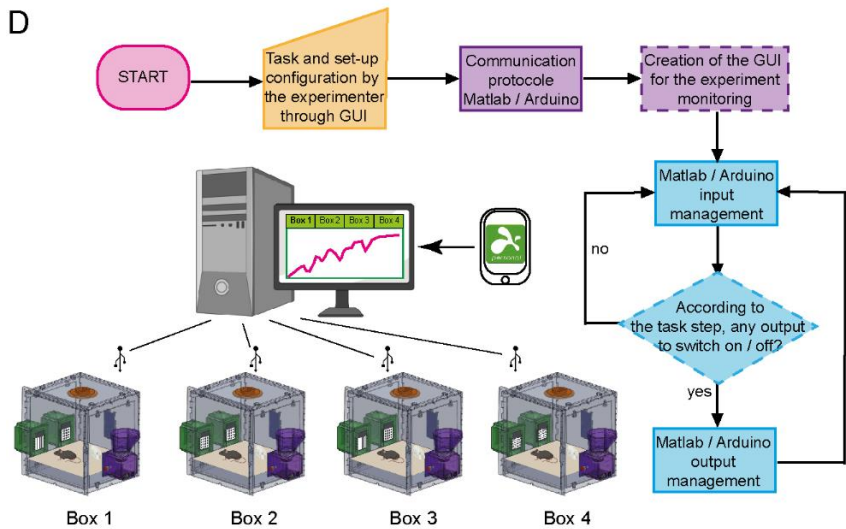 D
START
Task and set-up
configuration by
the experimenter
through GUI
Communication
protocole
Matlab / Arduino
Creation of the GUI
for the experiment
monitoring
Matlab / Arduino
input
management
no
According to
the task step, any output
to switch on / off?
yes
Matlab / Arduino
output
management
Box 1 Box 2 Box 3 Box 4
personal
Box 1
Box 2
Box 3
Box 4